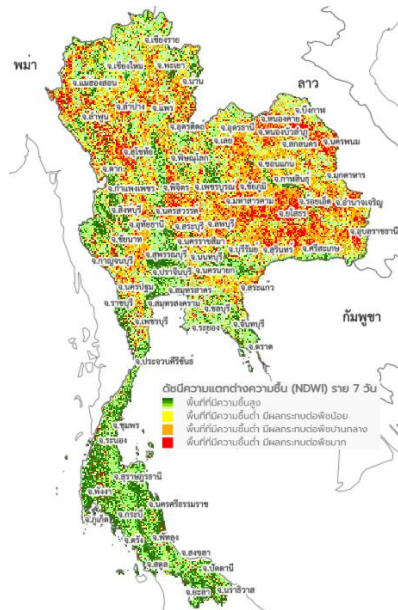 จ.เชียงราย
พม่า
จ.เชียงใหม่ จ.พะเยา
จ.แม่ฮ่องสอน จ.น่าน
ลาว
จ.ลำปาง จ.แพร่
จ.ลำพูน
จ.บึงกาฬ
จ.อุตรดิตถ์ จ.อุดรธานี จ.หนองคาย
จ.หนองบัวลำภู
จ.เลย จ.สกลนคร จ.นครพนม
จ.สุโขทัย
จ.พิษณุโลก
จ.ขอนแก่น
จ.ตาก
จ.กาฬสินธุ์ จ.มุกดาหาร
จ.กำแพงเพชร จ.พิจิตร จ.เพชรบูรณ์ จ.ชัยภูมิ
จ.มหาสารคาม จ.ร้อยเอ็ด จ.อำนาจเจริญ
จ.สิงห์บุรี จ.นครสวรรค์
จ.ยโสธร
จ.อุทัยธานี จ.สระบุรี จ.ลพบุรี
จ.อุบลราชธานี
จ.ชัยนาท จ.นครราชสีมา
จ.บุรีรัมย์ จ.สุรินทร์ จ.ศรีสะเกษ
จ.สุพรรณบุรี จ.นนทบุรี
จ.กาญจนบุรี
จ.ปราจีนบุรี จ.นครนายก
จ.นครปฐม จ.สมุทรสาคร จ.สระแก้ว
จ.ราชบุรี จ.สมุทรสงคราม
จ.ชลบุรี
จ.เพชรบุรี จ.ระยอง จ.จันทบุรี
กัมพูชา
จ.ตราด
จ.ประจวบคีรีขันธ์
ดัชนีความแตกต่างความชื้น (NDWI) ราย 7 วัน
พื้นที่ที่มีความชื้นสูง
พื้นที่ที่มีความชื้นต่ำ มีผลกระทบต่อพืชน้อย
พื้นที่ที่มีความชื้นต่ำ มีผลกระทบต่อพืชปานกลาง
พื้นที่ที่มีความชื้นต่ำ มีผลกระทบต่อพืชมาก
จ.ชุมพร
จ.ระนอง
จ.สุราษฎร์ธานี
จ.พังงา
จ.นครศรีธรรมราช
จ.ภูเก็ต จ.กระบี่
จ.ตรัง จ.พัทลุง
จ.สงขลา
จ.สตูล จ.ปัตตานี
จ.ยะลา จ.นราธิวาส